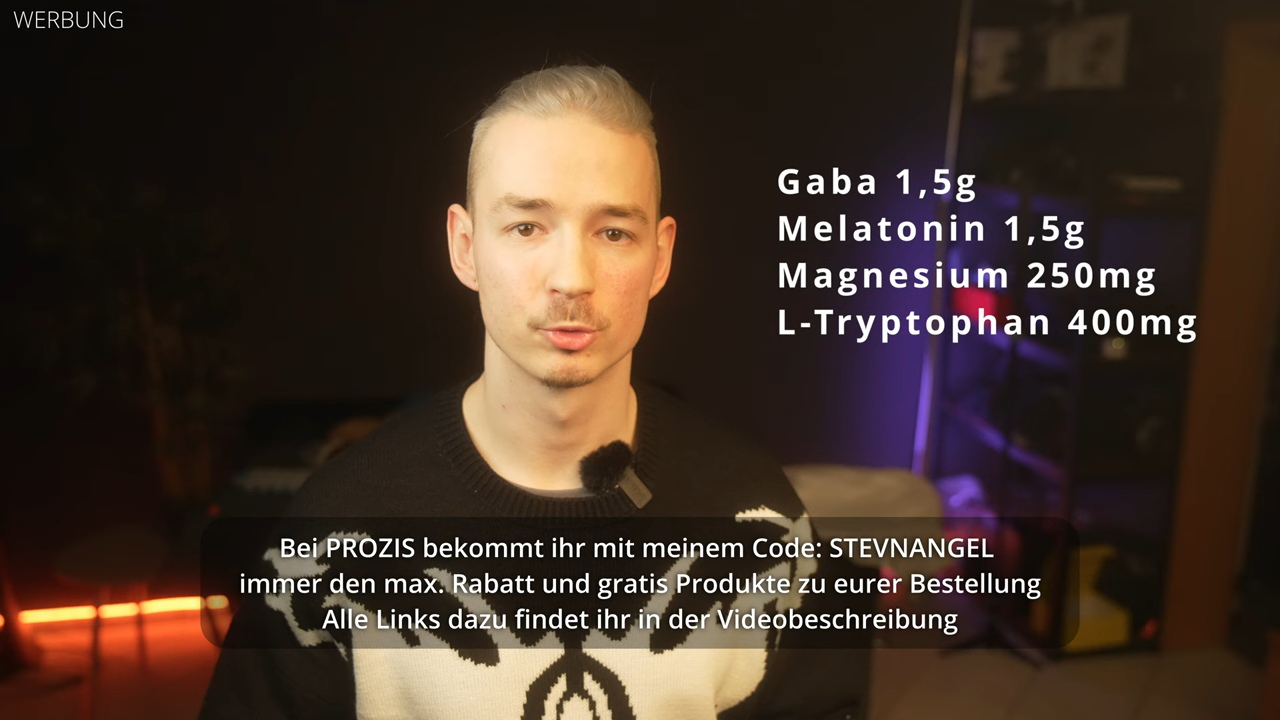 WERBUNG
Gaba 1,5g
Melatonin 1,5g
Magnesium 250mg
L-Tryptophan 400mg
Bei PROZIS bekommt ihr mit meinem Code: STEVNANGEL
immer den max. Rabatt und gratis Produkte zu eurer Bestellung
Alle Links dazu findet ihr in der Videobeschreibung